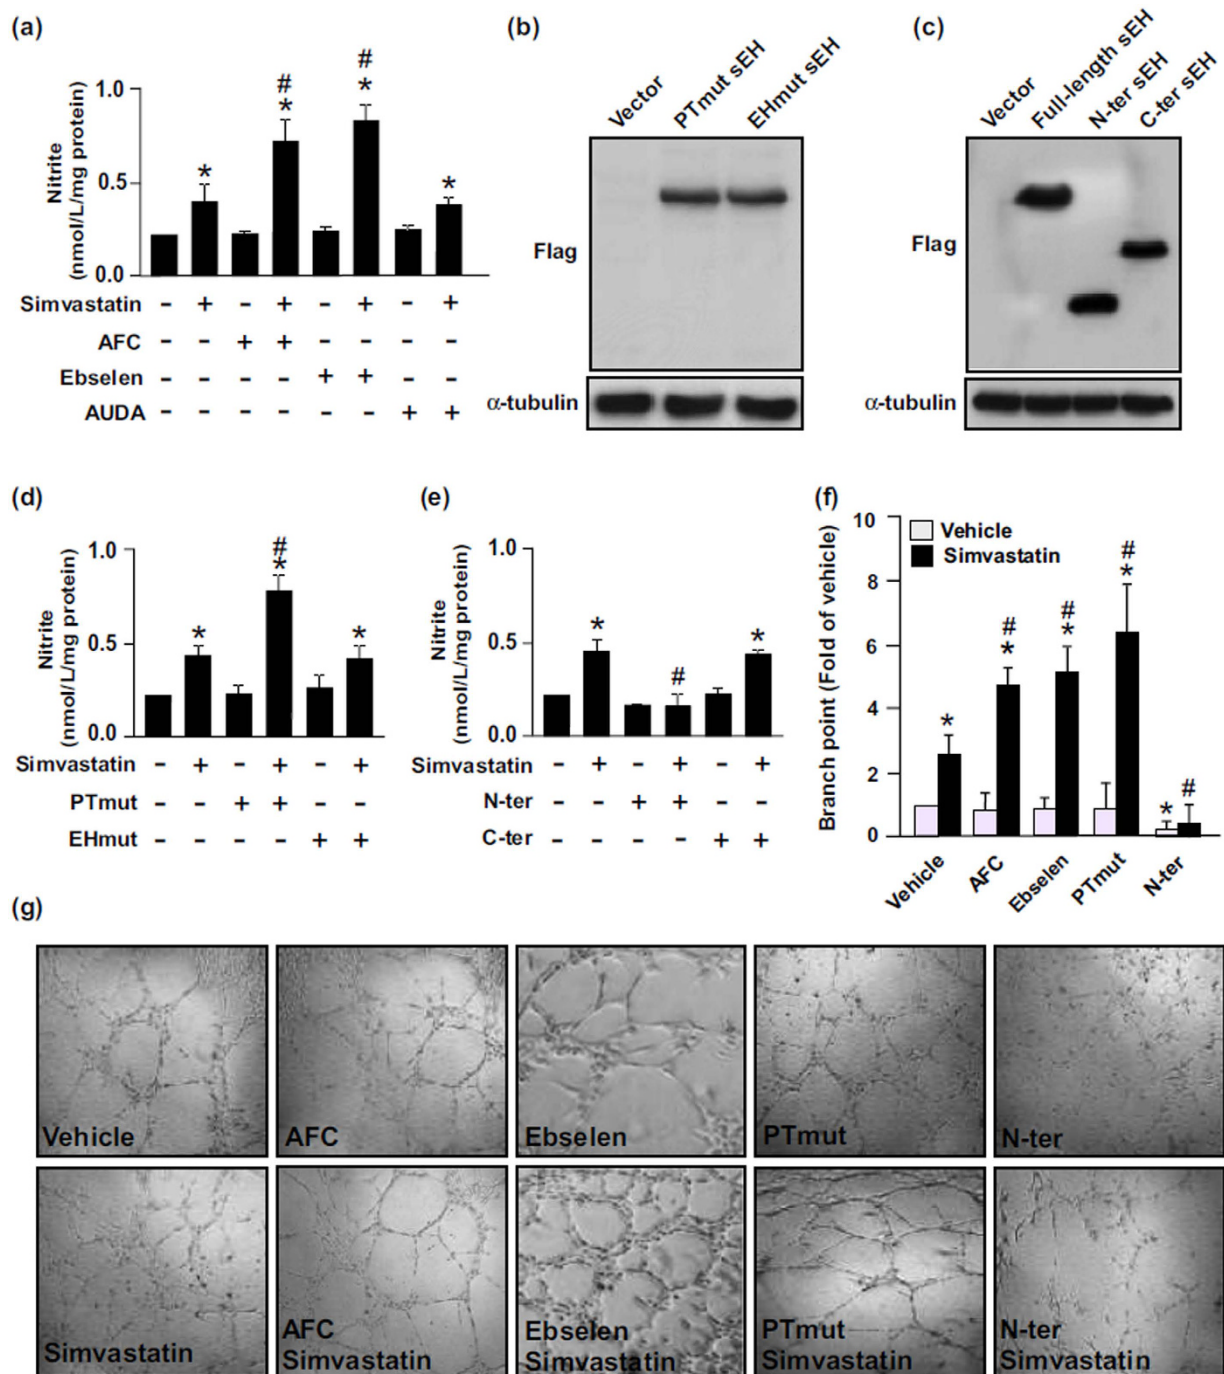 (a)
# #
* *
* *
Nitrite
(nmol/L/mg protein)
1.0
0.5
0.0
Simvastatin - + - + - + - +
AFC - - + + - - - -
Ebselen - - - - + + - -
AUDA - - - - - - + +
(b)
Vector PTmut sEH EHmut sEH
Flag
α-tubulin
(c)
Vector Full-length sEH N-ter sEH C-ter sEH
Flag
α-tubulin
(d)
#
* * *
Nitrite
(nmol/L/mg protein)
1.0
0.5
0.0
Simvastatin - + - + - +
PTmut - - + + - -
EHmut - - - - + +
(e)
* # *
Nitrite
(nmol/L/mg protein)
1.0
0.5
0.0
Simvastatin - + - + - +
N-ter - - + + - -
C-ter - - - - + +
(f)
Branch point (Fold of vehicle)
10
8
6
4
2
0
Vehicle
Simvastatin
# # #
* * * * * #
Vehicle AFC Ebselen PTmut N-ter
(g)
Vehicle AFC Ebselen PTmut N-ter
Simvastatin
AFC
Simvastatin
Ebselen
Simvastatin
PTmut
Simvastatin
N-ter
Simvastatin